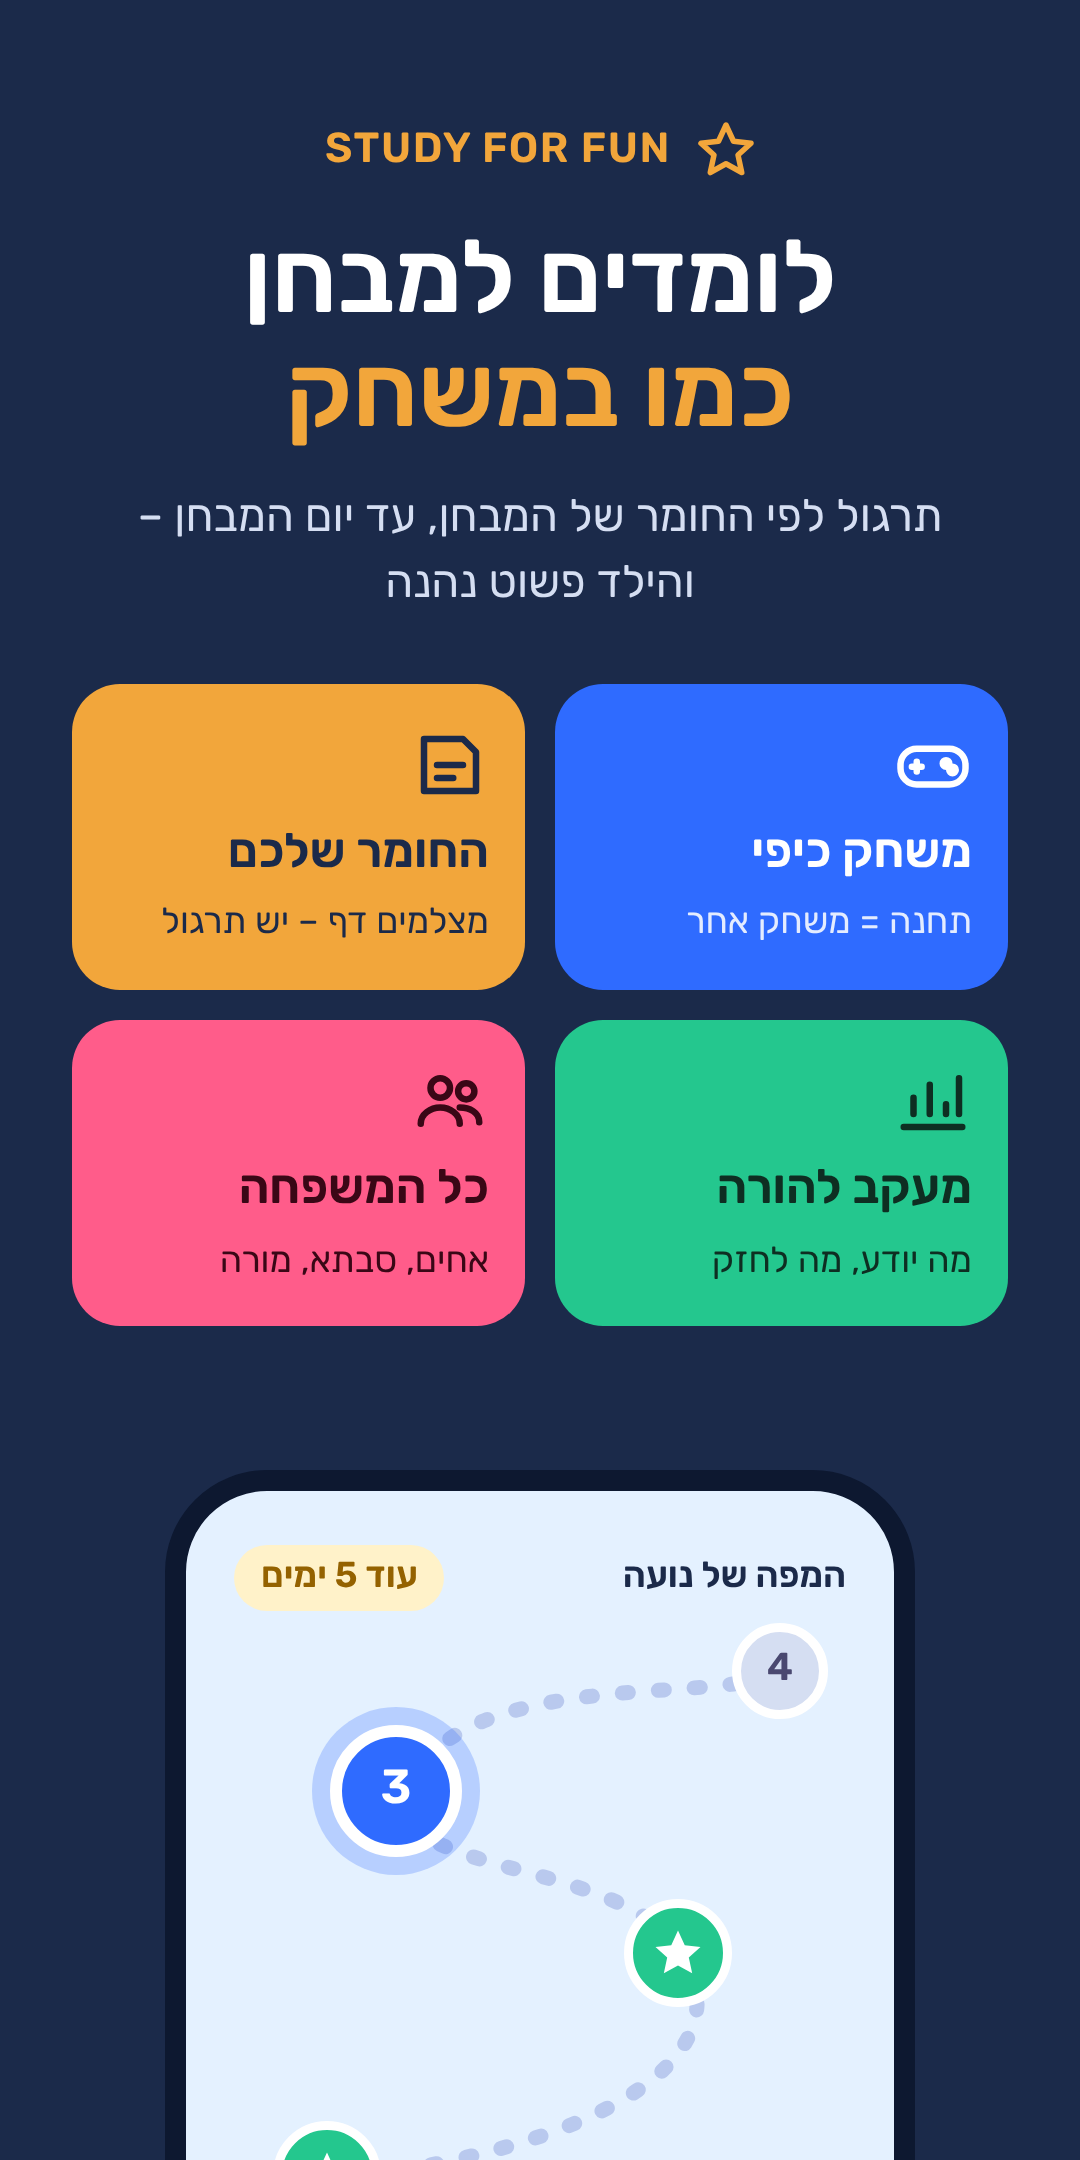 STUDY FOR FUN
לומדים למבחן
כמו במשחק
תרגול לפי החומר של המבחן, עד יום המבחן –
והילד פשוט נהנה
משחק כיפי
תחנה = משחק אחר
החומר שלכם
מצלמים דף – יש תרגול
מעקב להורה
מה יודע, מה לחזק
כל המשפחה
אחים, סבתא, מורה
המפה של נועה
עוד 5 ימים
4
3